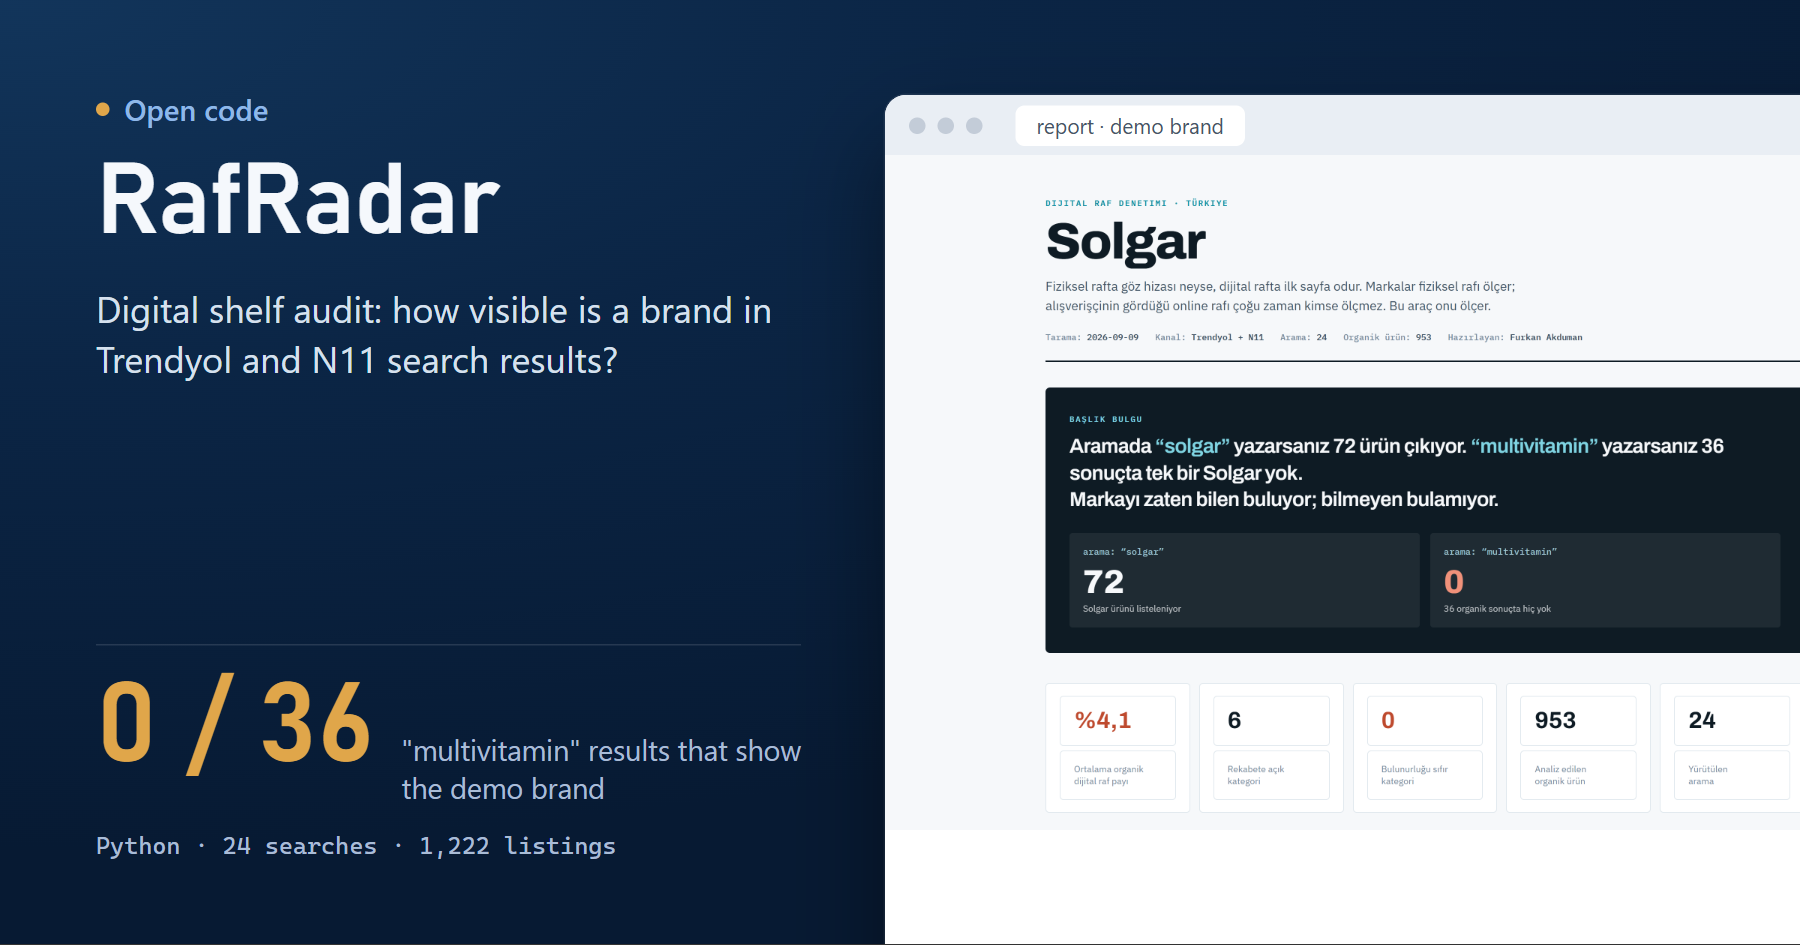 Open code
RafRadar
Digital shelf audit: how visible is a brand in
Trendyol and N11 search results?
0 / 36
"multivitamin" results that show
the demo brand
Python · 24 searches · 1,222 listings
report · demo brand
DIJITAL RAF DENETIMI · TÜRKIYE
Solgar
Fiziksel rafta göz hizası neyse, dijital rafta ilk sayfa odur. Markalar fiziksel rafı ölçer;
alışverişçinin gördüğü online rafı çoğu zaman kimse ölçmez. Bu araç onu ölçer.
Tarama: 2026-09-09 Kanal: Trendyol + N11 Arama: 24 Organik ürün: 953 Hazırlayan: Furkan Akduman
BAŞLIK BULGU
Aramada “solgar” yazarsanız 72 ürün çıkıyor. “multivitamin” yazarsanız 36
sonuçta tek bir Solgar yok.
Markayı zaten bilen buluyor; bilmeyen bulamıyor.
arama: “solgar”
72
Solgar ürünü listeleniyor
arama: “multivitamin”
0
36 organik sonuçta hiç yok
%4,1
Ortalama organik
dijital raf payı
6
Rekabete açık
kategori
0
Bulunurluğu sıfır
kategori
953
Analiz edilen
organik ürün
24
Yürütülen
arama